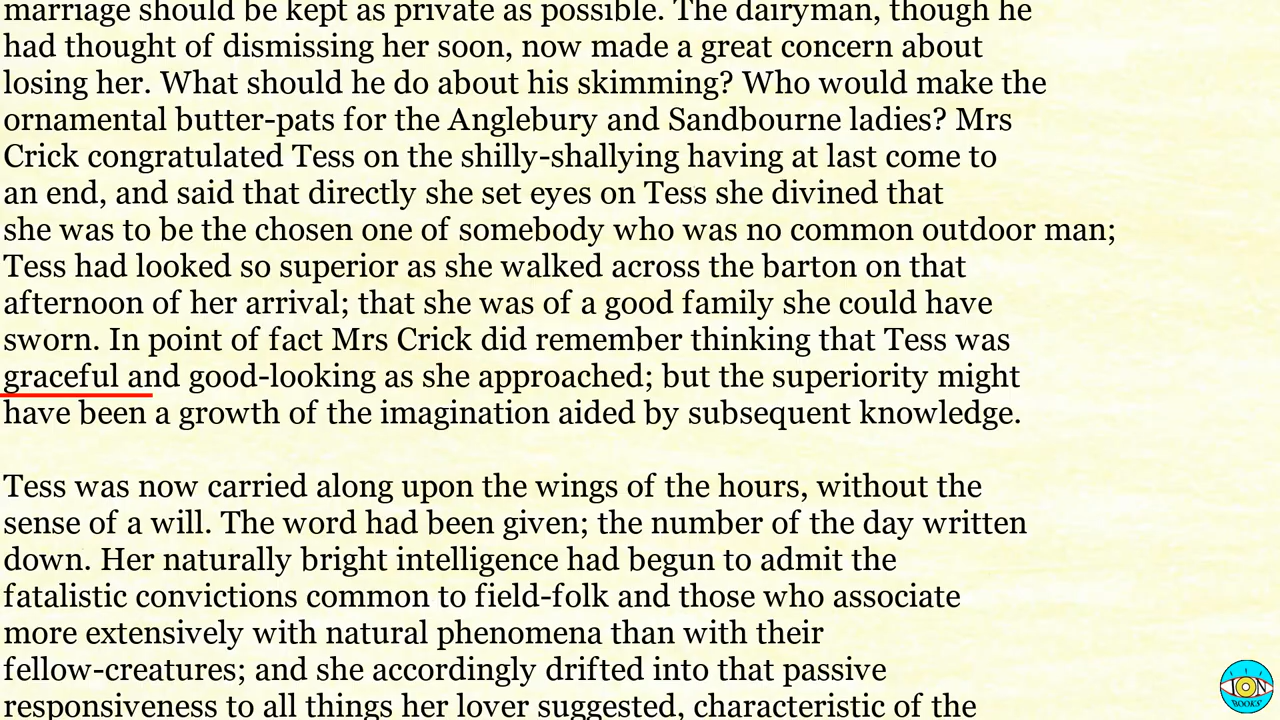 marriage should be kept as private as possible. The dairyman, though he
had thought of dismissing her soon, now made a great concern about
losing her. What should he do about his skimming? Who would make the
ornamental butter-pats for the Anglebury and Sandbourne ladies? Mrs
Crick congratulated Tess on the shilly-shallying having at last come to
an end, and said that directly she set eyes on Tess she divined that
she was to be the chosen one of somebody who was no common outdoor man;
Tess had looked so superior as she walked across the barton on that
afternoon of her arrival; that she was of a good family she could have
sworn. In point of fact Mrs Crick did remember thinking that Tess was
graceful and good-looking as she approached; but the superiority might
have been a growth of the imagination aided by subsequent knowledge.
Tess was now carried along upon the wings of the hours, without the
sense of a will. The word had been given; the number of the day written
down. Her naturally bright intelligence had begun to admit the
fatalistic convictions common to field-folk and those who associate
more extensively with natural phenomena than with their
fellow-creatures; and she accordingly drifted into that passive
responsiveness to all things her lover suggested, characteristic of the
ION
BOOKS